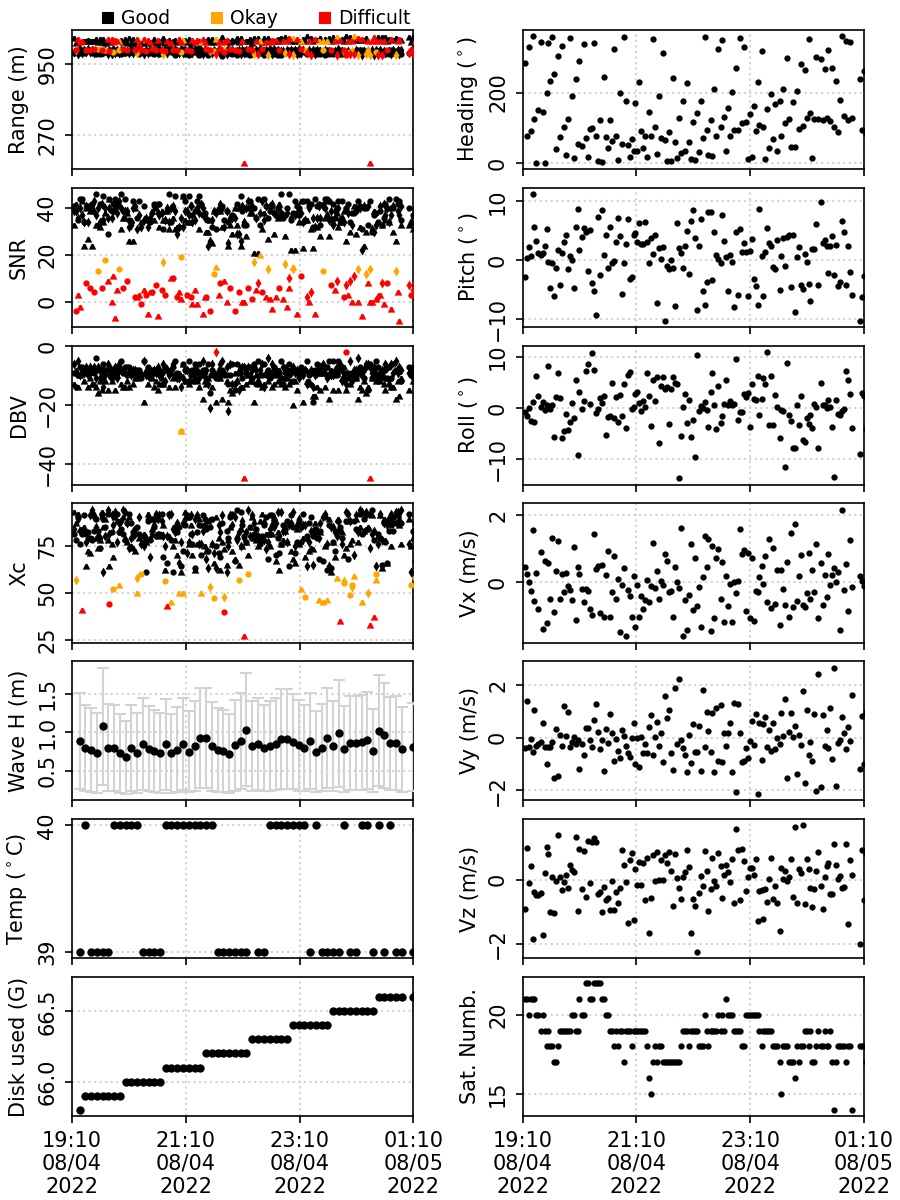 Good Okay Difficult
Range (m)
950
270
Heading (°)
200
0
SNR
40
20
0
Pitch (°)
10
0
−10
DBV
0
−20
−40
Roll (°)
10
0
−10
Xc
75
50
25
Vx (m/s)
2
0
Wave H (m)
1.5
1.0
0.5
Vy (m/s)
2
0
−2
Temp (°C)
40
39
Vz (m/s)
0
−2
Disk used (G)
66.5
66.0
Sat. Numb.
20
15
19:10 21:10 23:10 01:10 19:10 21:10 23:10 01:10
08/04 08/04 08/04 08/05 08/04 08/04 08/04 08/05
2022 2022 2022 2022 2022 2022 2022 2022